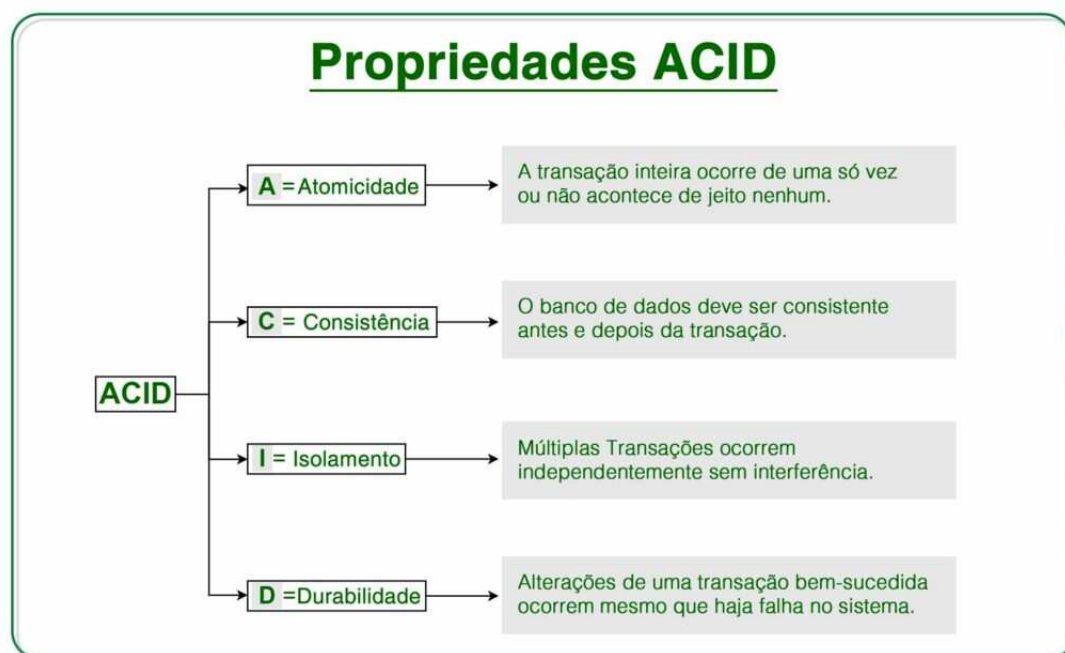 Propriedades ACID
A = Atomicidade
A transação inteira ocorre de uma só vez
ou não acontece de jeito nenhum.
C = Consistência
O banco de dados deve ser consistente
antes e depois da transação.
ACID
I = Isolamento
Múltiplas Transações ocorrem
independentemente sem interferência.
D =Durabilidade
Alterações de uma transação bem-sucedida
ocorrem mesmo que haja falha no sistema.